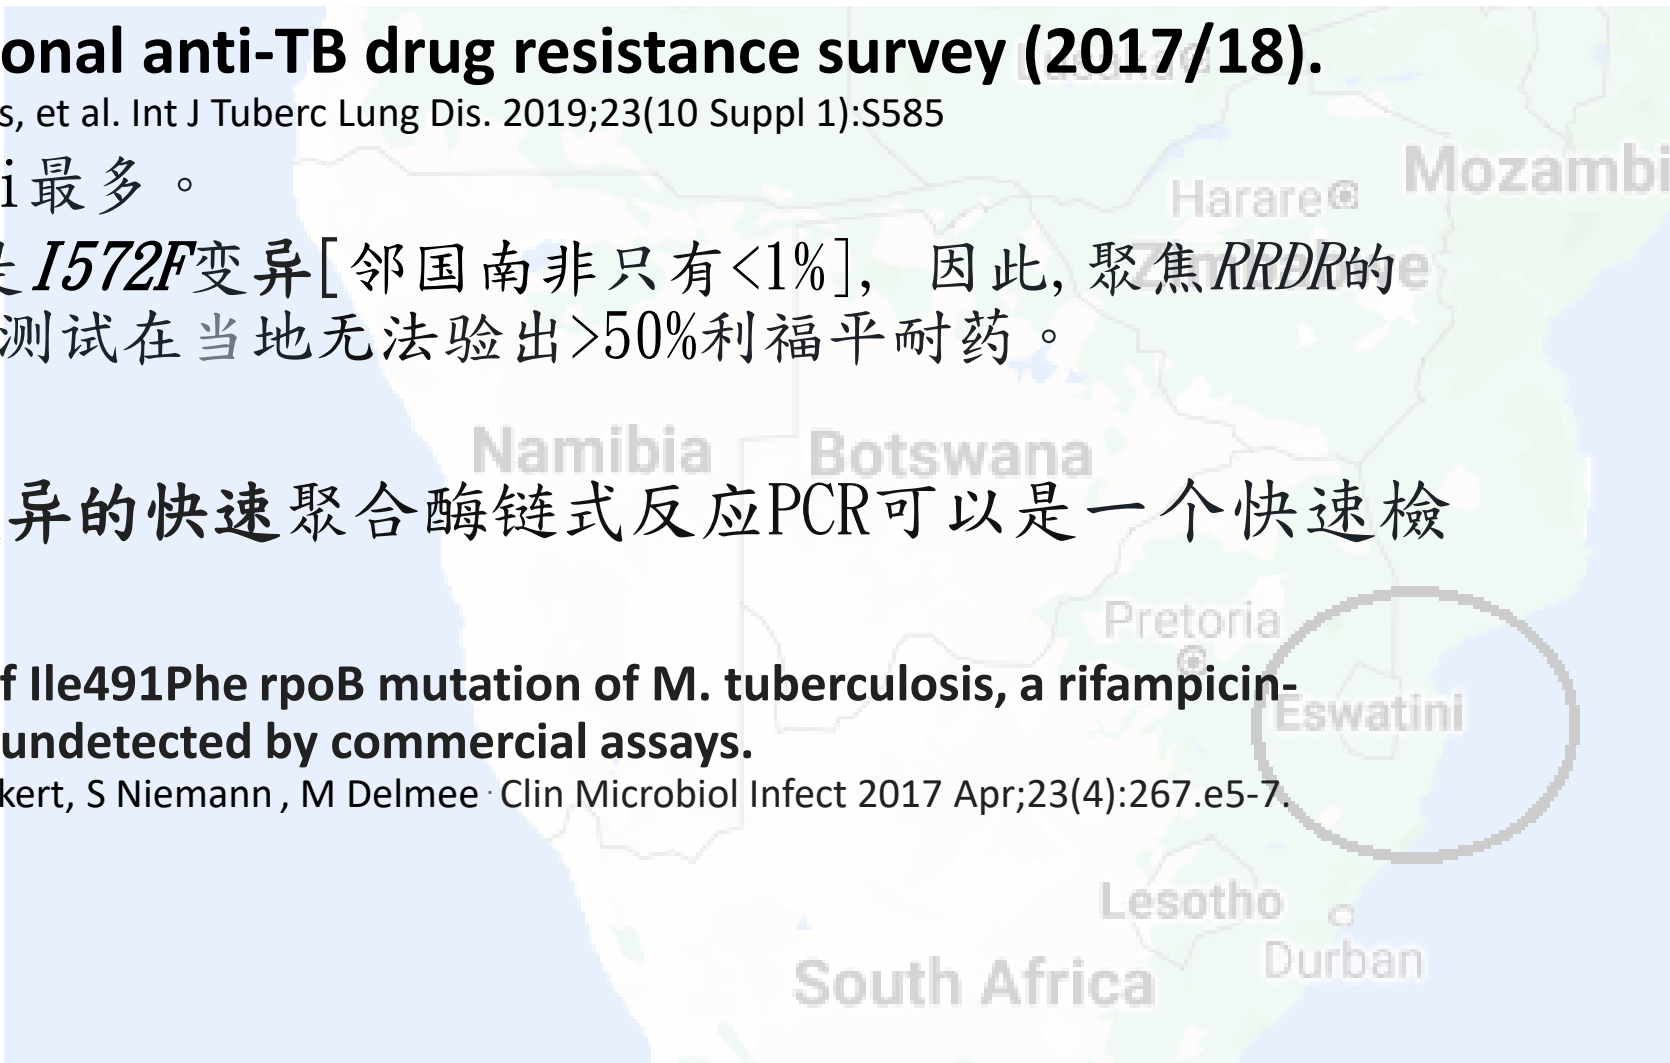 onal anti-TB drug resistance survey (2017/18).
s, et al. Int J Tuberc Lung Dis. 2019;23(10 Suppl 1):S585
i最多。
是I572F变异[邻国南非只有<1%], 因此,聚焦RRDR的
测试在当地无法验出>50%利福平耐药。
异的快速聚合酶链式反应PCR可以是一个快速檢
f Ile491Phe rpoB mutation of M. tuberculosis, a rifampicin-
undetected by commercial assays.
kert, S Niemann , M Delmee Clin Microbiol Infect 2017 Apr;23(4):267.e5-7.
Lusaka
Harare
Mozambi
Zimbabwe
Namibia
Botswana
Pretoria
Eswatini
Lesotho
Durban
South Africa